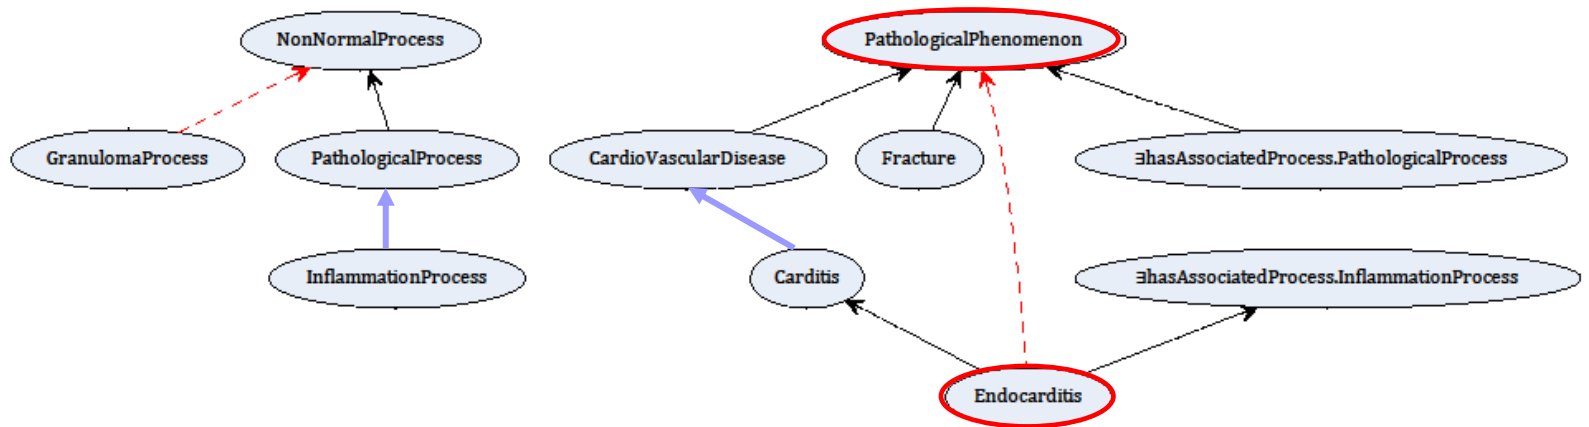 NonNormalProcess
PathologicalPhenomenon
GranulomaProcess
PathologicalProcess
CardioVascularDisease
Fracture
∃hasAssociatedProcess.PathologicalProcess
InflammationProcess
Carditis
∃hasAssociatedProcess.InflammationProcess
Endocarditis